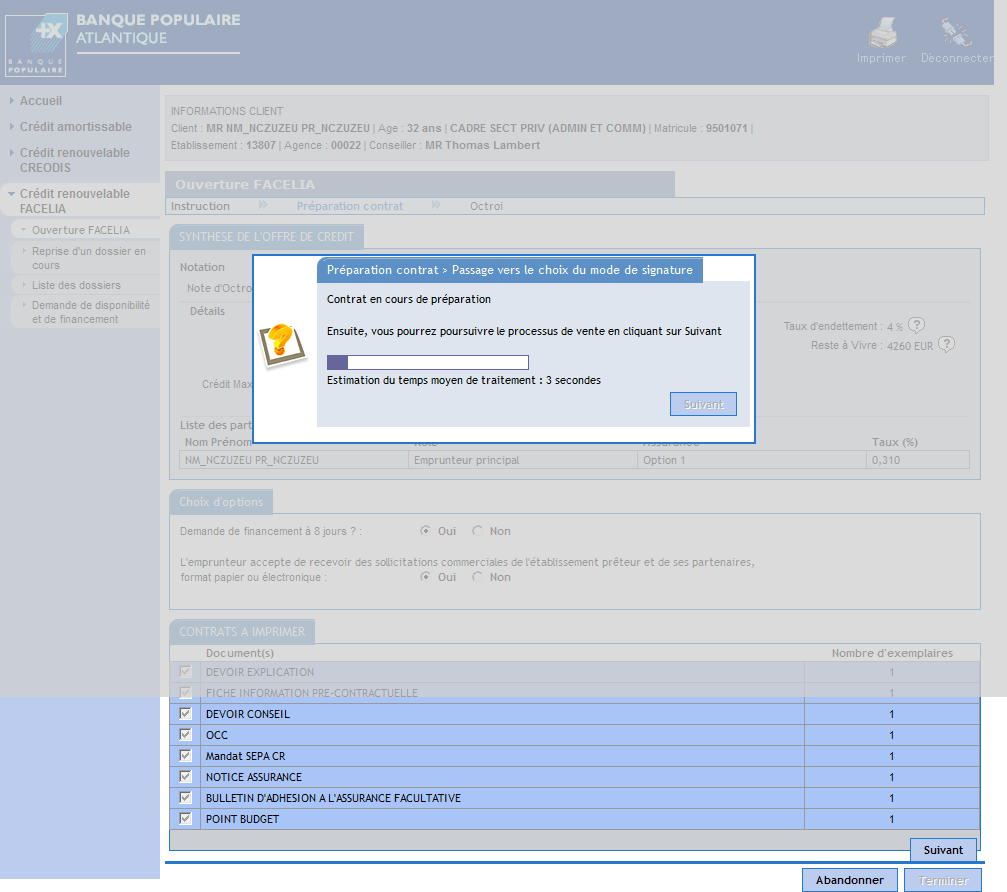 BANQUE POPULAIRE
ATLANTIQUE
BANQUE
POPULAIRE
Imprimer
Déconnecter
Accueil
Crédit amortissable
Crédit renouvelable
CREODIS
Crédit renouvelable
FACELIA
Ouverture FACELIA
Reprise d'un dossier en
cours
Liste des dossiers
Demande de disponibilité
et de financement
INFORMATIONS CLIENT
Client : MR NM_NCZUZEU PR_NCZUZEU | Age : 32 ans | CADRE SECT PRIV (ADMIN ET COMM) | Matricule : 9501071 |
Etablissement : 13807 | Agence : 00022 | Conseiller : MR Thomas Lambert
Ouverture FACELIA
Instruction Préparation contrat Octroi
SYNTHESE DE L'OFFRE DE CREDIT
Notation
Note d'Octro
Détails
Taux d'endettement : 4 % ?
Reste à Vivre : 4260 EUR ?
Crédit Max
Préparation contrat > Passage vers le choix du mode de signature
Contrat en cours de préparation
Ensuite, vous pourrez poursuivre le processus de vente en cliquant sur Suivant
Estimation du temps moyen de traitement : 3 secondes
Suivant
Liste des part
Nom Prénom Taux (%)
NM_NCZUZEU PR_NCZUZEU Emprunteur principal Option 1 0,310
Choix d'options
Demande de financement à 8 jours ? : Oui Non
L'emprunteur accepte de recevoir des sollicitations commerciales de l'établissement prêteur et de ses partenaires,
format papier ou électronique : Oui Non
CONTRATS A IMPRIMER
Document(s) Nombre d'exemplaires
DEVOIR EXPLICATION 1
FICHE INFORMATION PRE-CONTRACTUELLE 1
DEVOIR CONSEIL 1
OCC 1
Mandat SEPA CR 1
NOTICE ASSURANCE 1
BULLETIN D'ADHESION A L'ASSURANCE FACULTATIVE 1
POINT BUDGET 1
Suivant
Abandonner Terminer